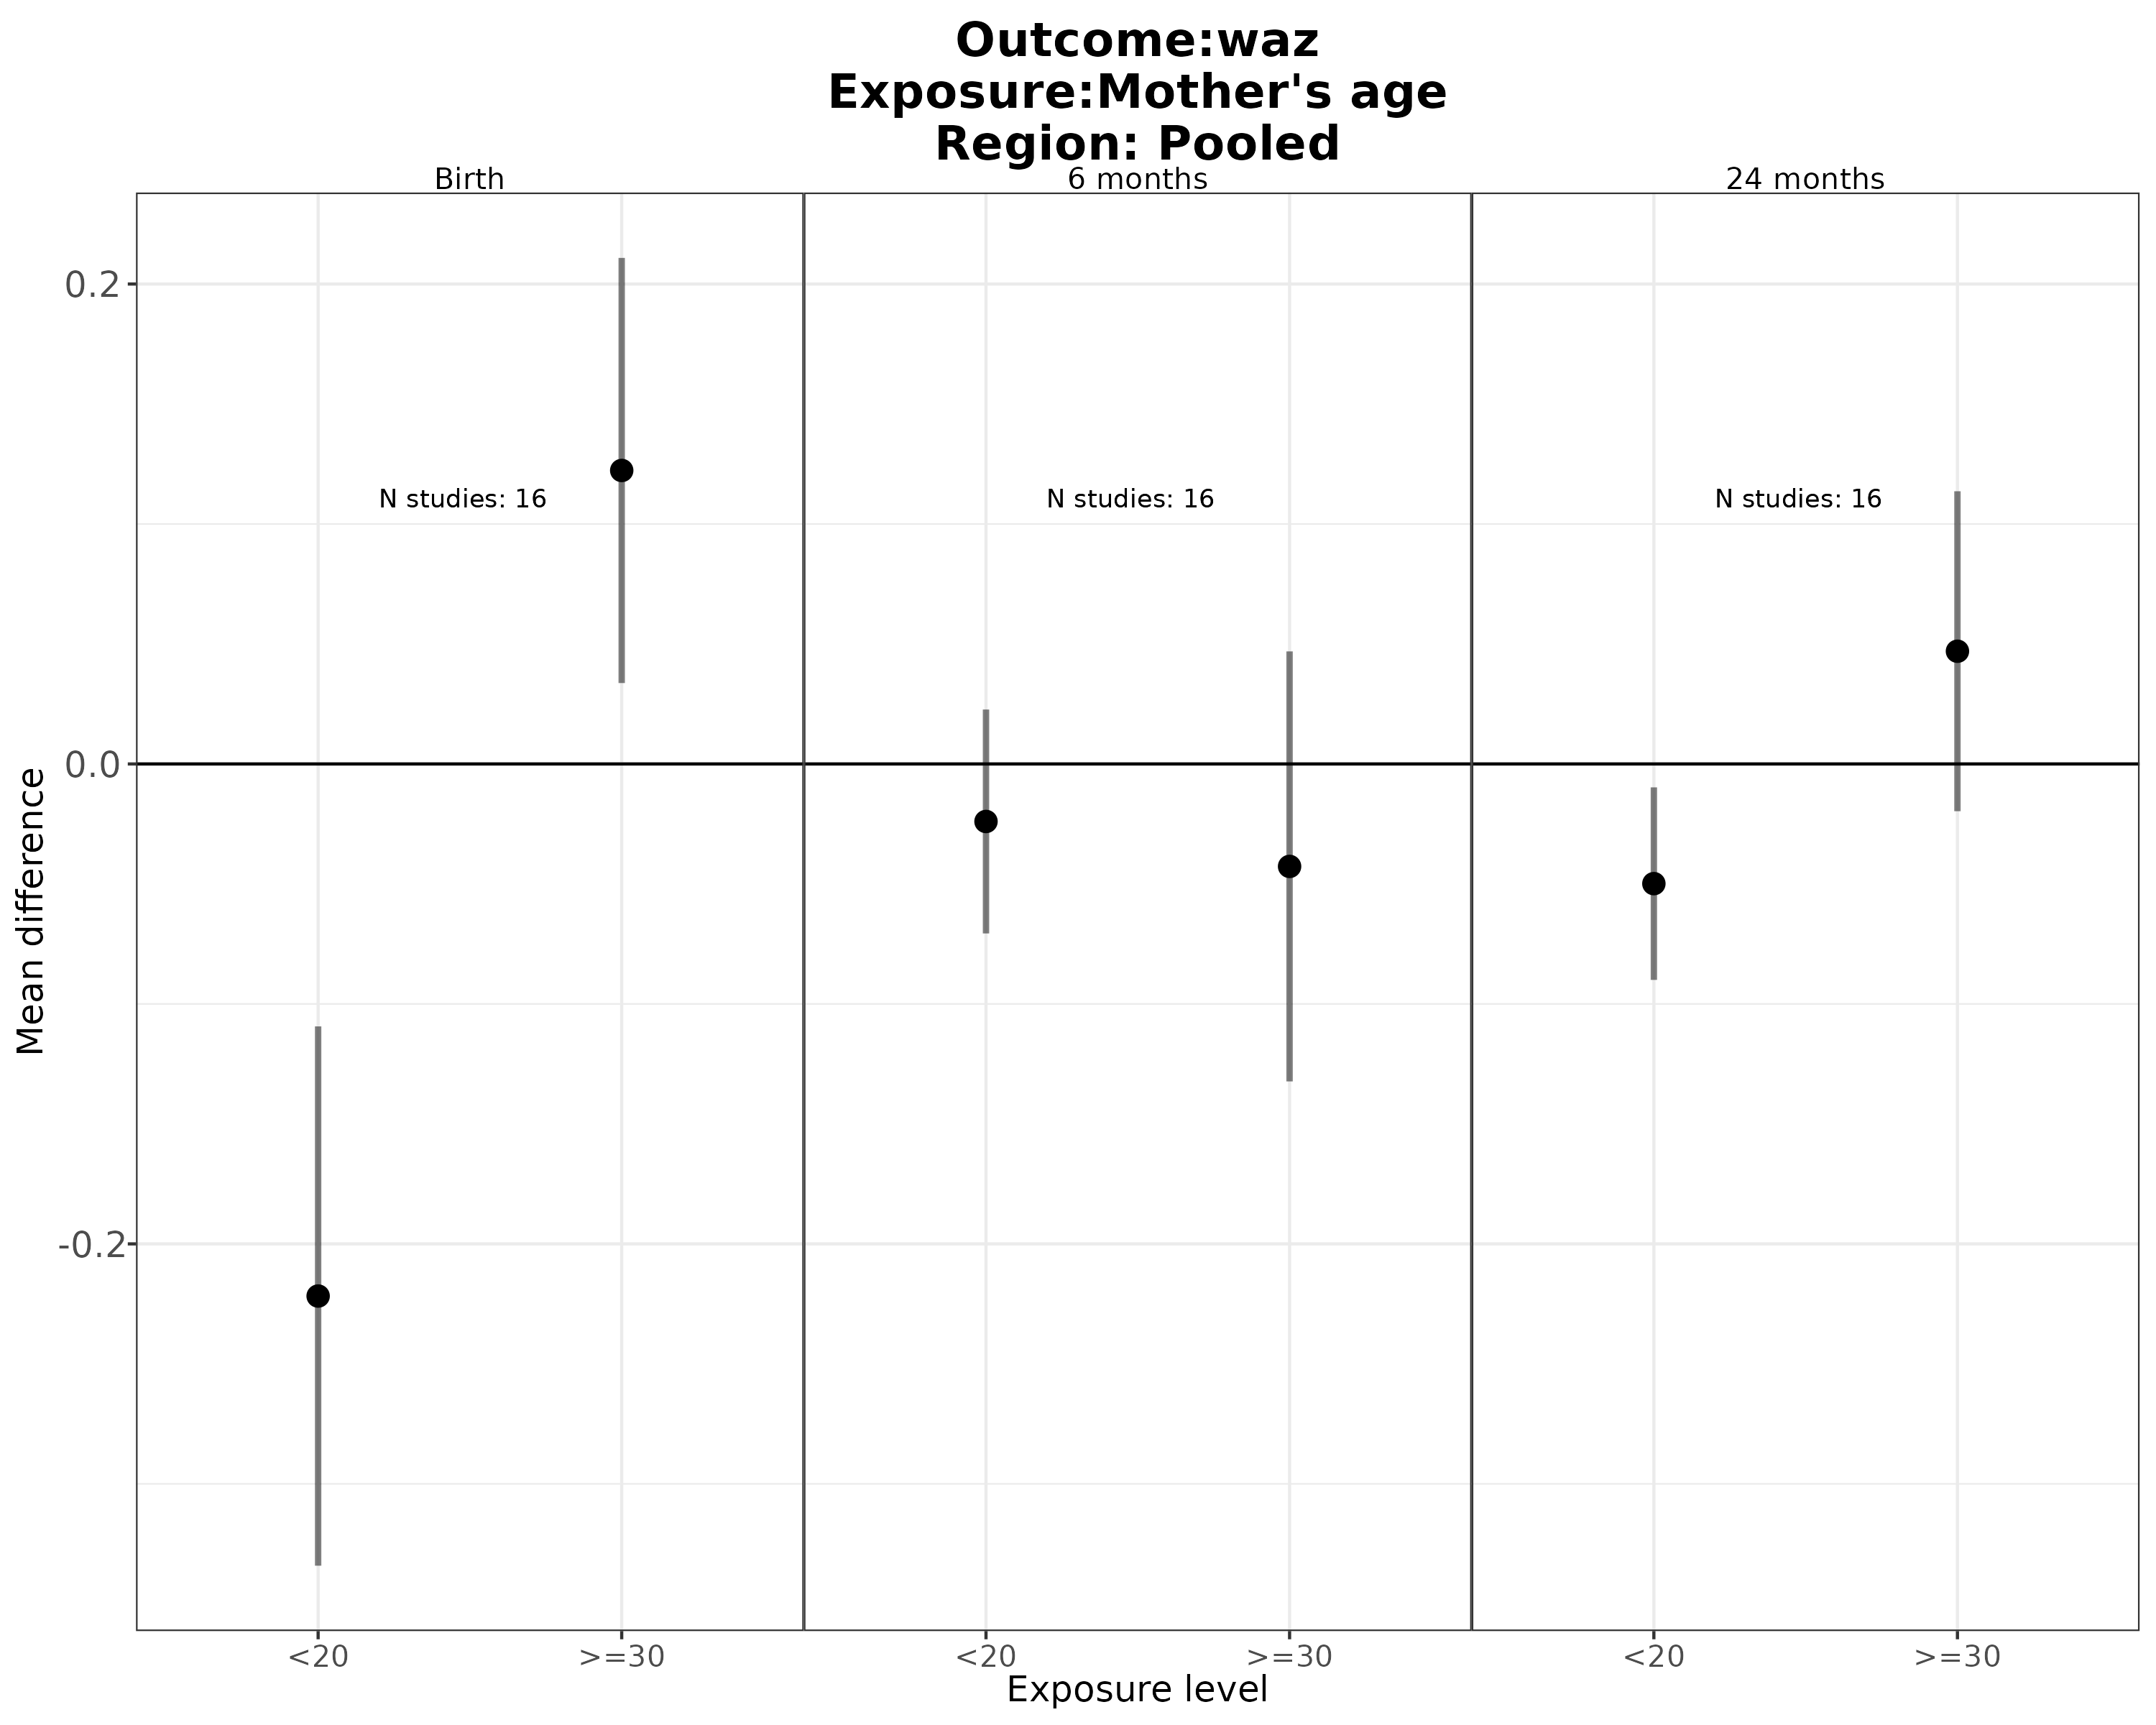 Outcome:waz
Exposure:Mother's age
Region: Pooled
Birth
6 months
24 months
0.2
0.0
-0.2
Mean difference
N studies: 16
N studies: 16
N studies: 16
<20
>=30
<20
>=30
<20
>=30
Exposure level